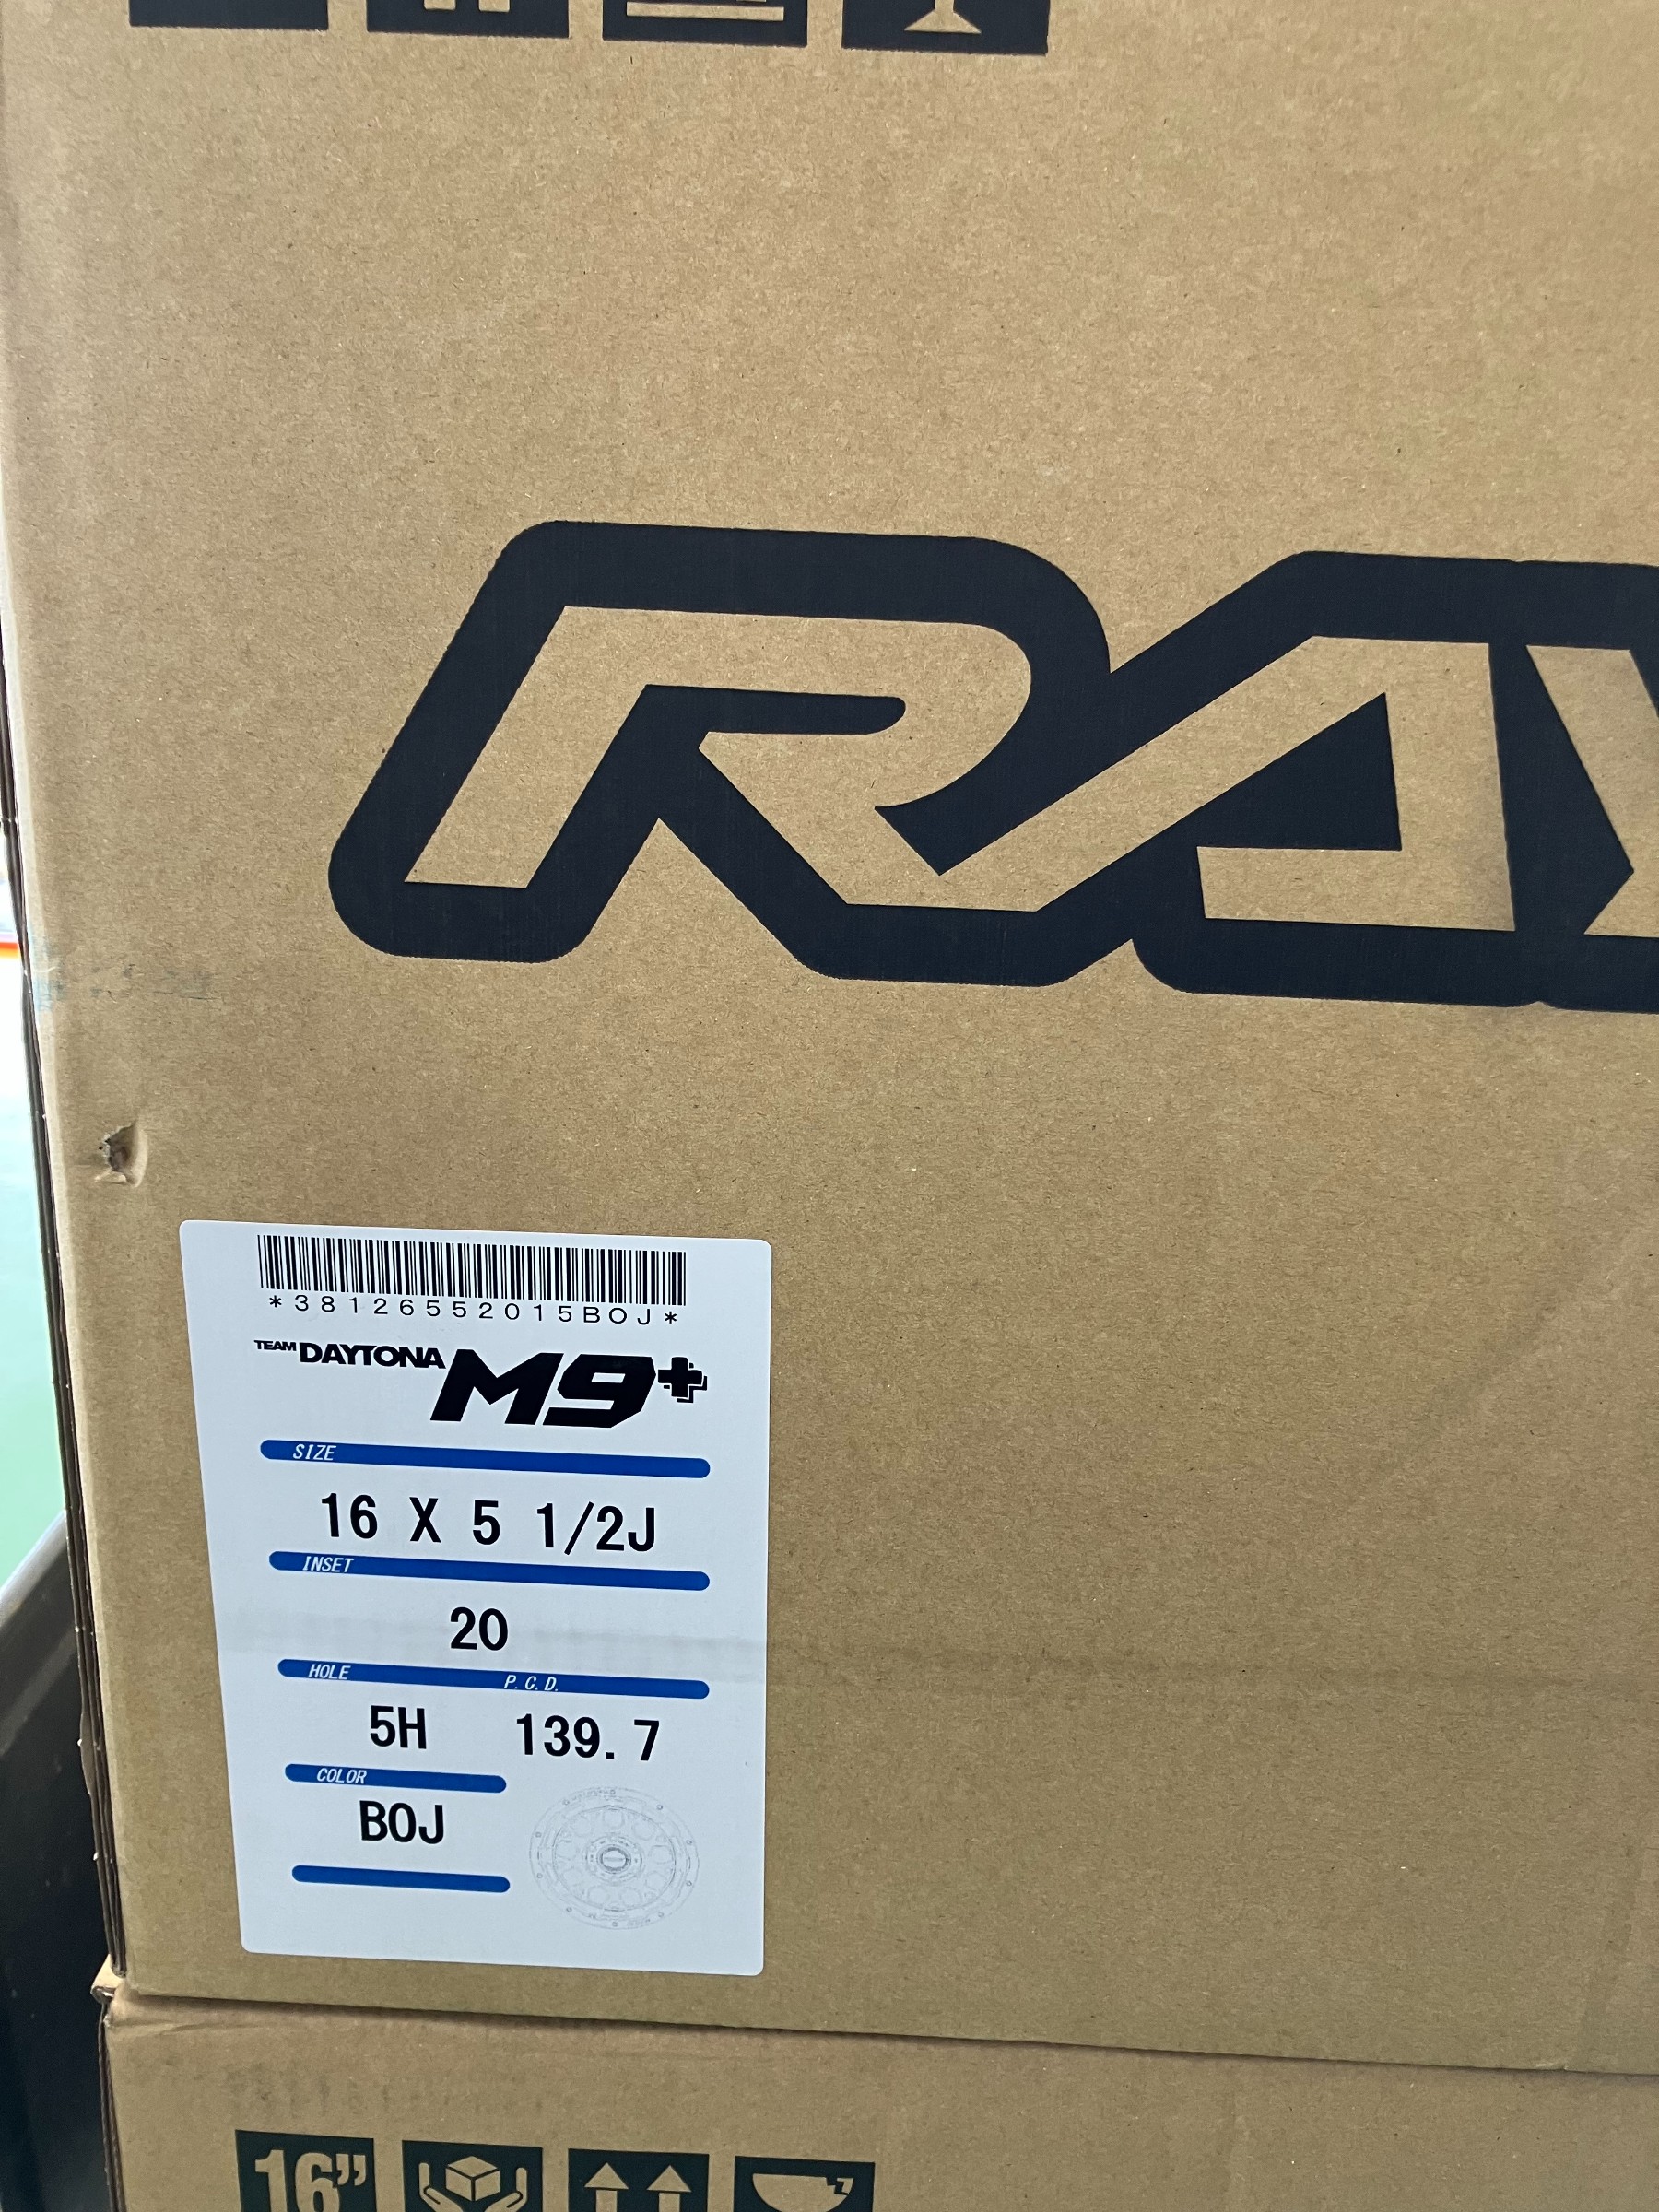 RAY
*38126552015BOJ*
TEAM DAYTONA M9+
SIZE
16 X 5 1/2J
INSET
20
HOLE P.C.D.
5H 139.7
COLOR
BOJ
16”